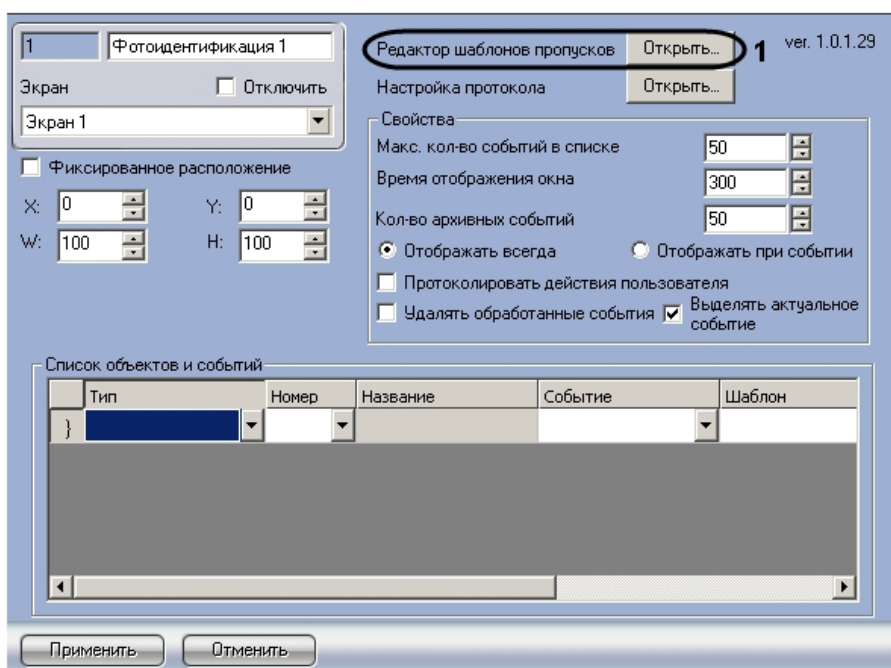 1 Фотоидентификация 1
Экран Отключить
Экран 1
Фиксированное расположение
X: 0 Y: 0
W: 100 H: 100
Редактор шаблонов пропусков Открыть... 1 ver. 1.0.1.29
Настройка протокола Открыть...
Свойства
Макс. кол-во событий в списке 50
Время отображения окна 300
Кол-во архивных событий 50
Отображать всегда Отображать при событии
Протоколировать действия пользователя
Удалять обработанные события Выделять актуальное
событие
Список объектов и событий
Тип Номер Название Событие Шаблон
Применить Отменить